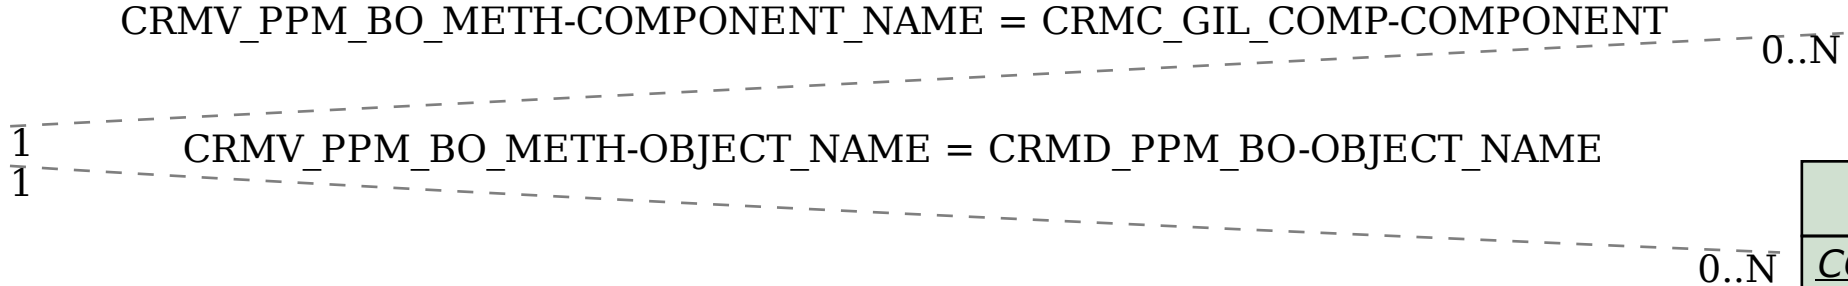 CRMV_PPM_BO_METH-COMPONENT_NAME = CRMC_GIL_COMP-COMPONENT
0..N
1
CRMV_PPM_BO_METH-OBJECT_NAME = CRMD_PPM_BO-OBJECT_NAME
1
0..N